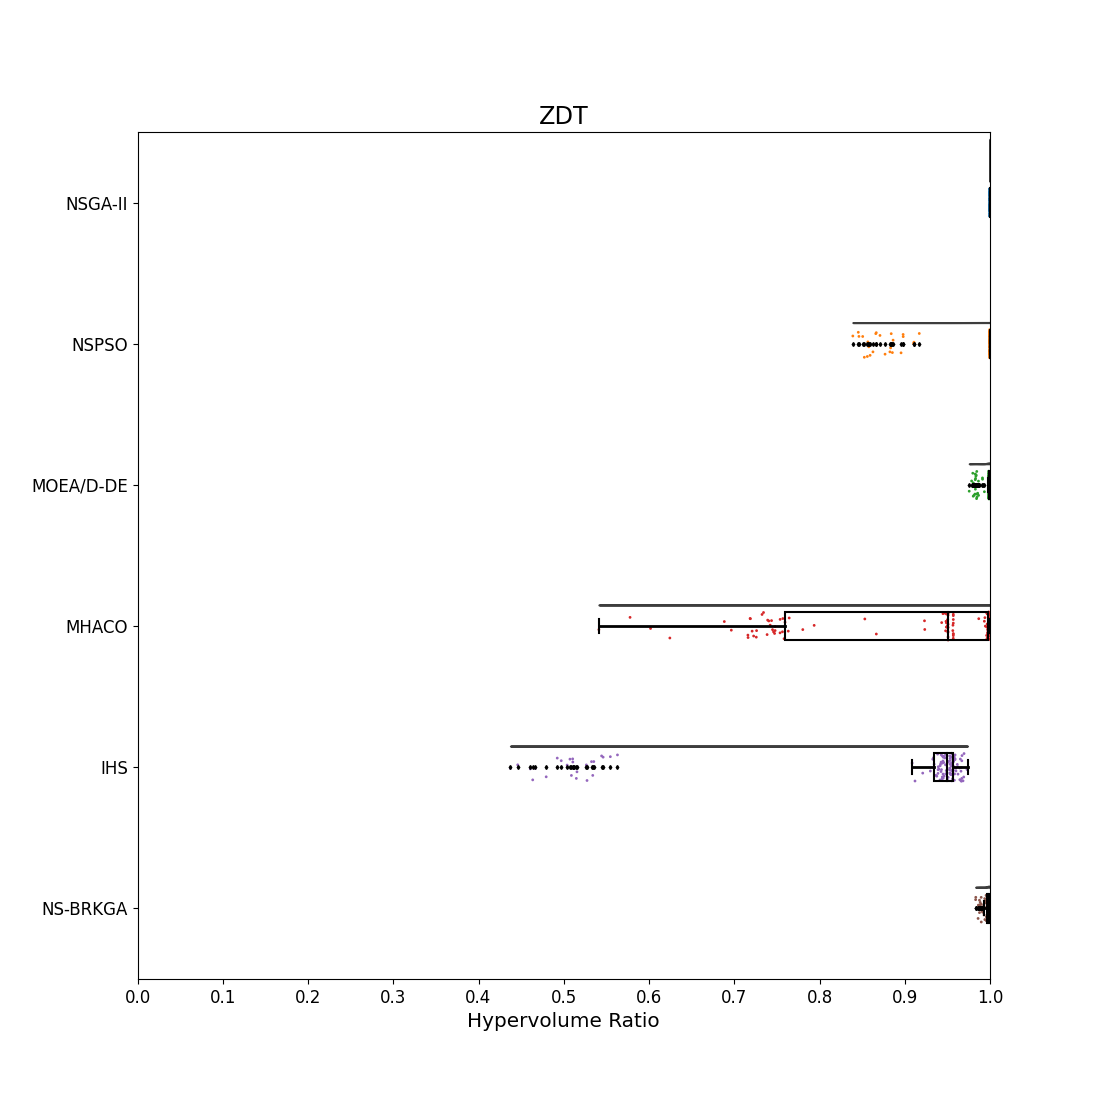 ZDT
NSGA-II
NSPSO
MOEA/D-DE
MHACO
IHS
NS-BRKGA
0.0 0.1 0.2 0.3 0.4 0.5 0.6 0.7 0.8 0.9 1.0
Hypervolume Ratio